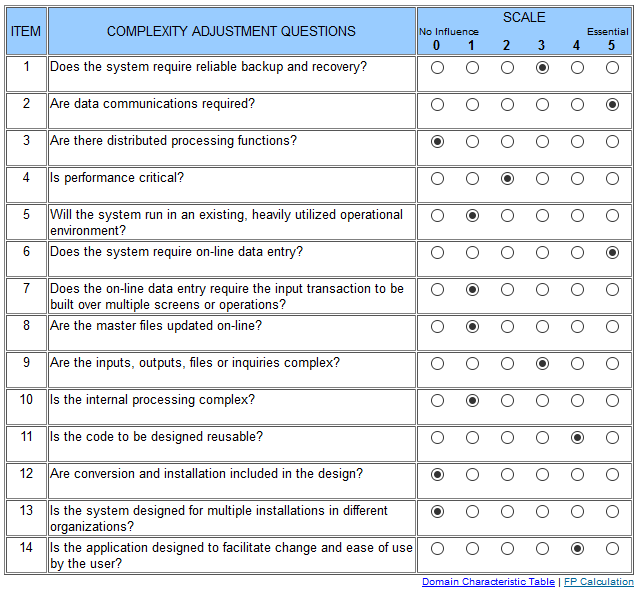 ITEM
COMPLEXITY ADJUSTMENT QUESTIONS
SCALE
No Influence
Essential
0 1 2 3 4 5
1 Does the system require reliable backup and recovery?
2 Are data communications required?
3 Are there distributed processing functions?
4 Is performance critical?
5 Will the system run in an existing, heavily utilized operational
environment?
6 Does the system require on-line data entry?
7 Does the on-line data entry require the input transaction to be
built over multiple screens or operations?
8 Are the master files updated on-line?
9 Are the inputs, outputs, files or inquiries complex?
10 Is the internal processing complex?
11 Is the code to be designed reusable?
12 Are conversion and installation included in the design?
13 Is the system designed for multiple installations in different
organizations?
14 Is the application designed to facilitate change and ease of use
by the user?
Domain Characteristic Table | FP Calculation